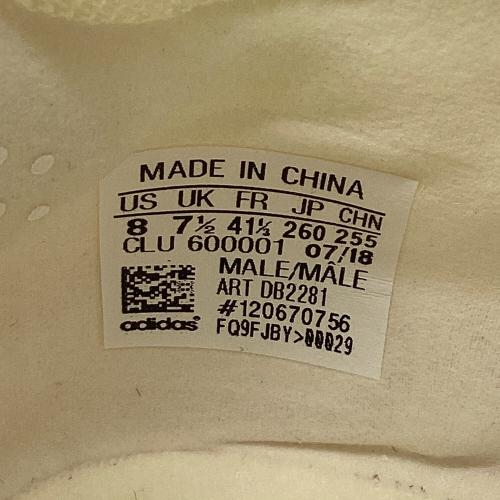 MADE IN CHINA
US UK FR JP CHN
8 7½ 41⅓ 260 255
CLU 600001 07/18
MALE/MÂLE
ART DB2281
#120670756
adidas® FQ9FJBY>00029